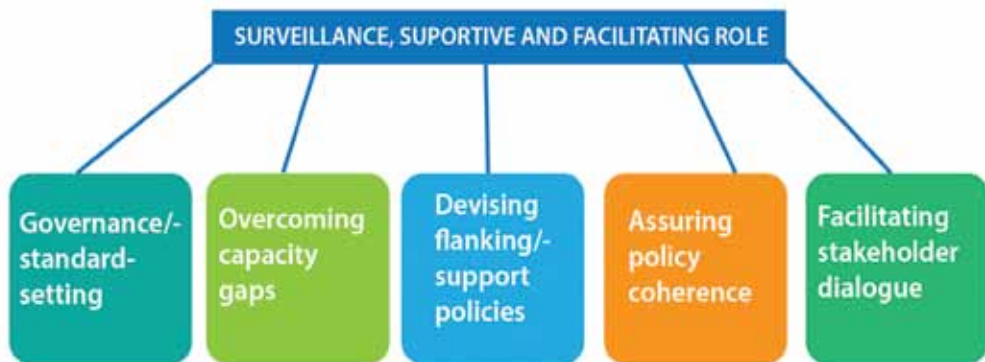 SURVEILLANCE, SUPORTIVE AND FACILITATING ROLE
Governance/-
standard-
setting
Overcoming
capacity
gaps
Devising
flanking/-
support
policies
Assuring
policy
coherence
Facilitating
stakeholder
dialogue